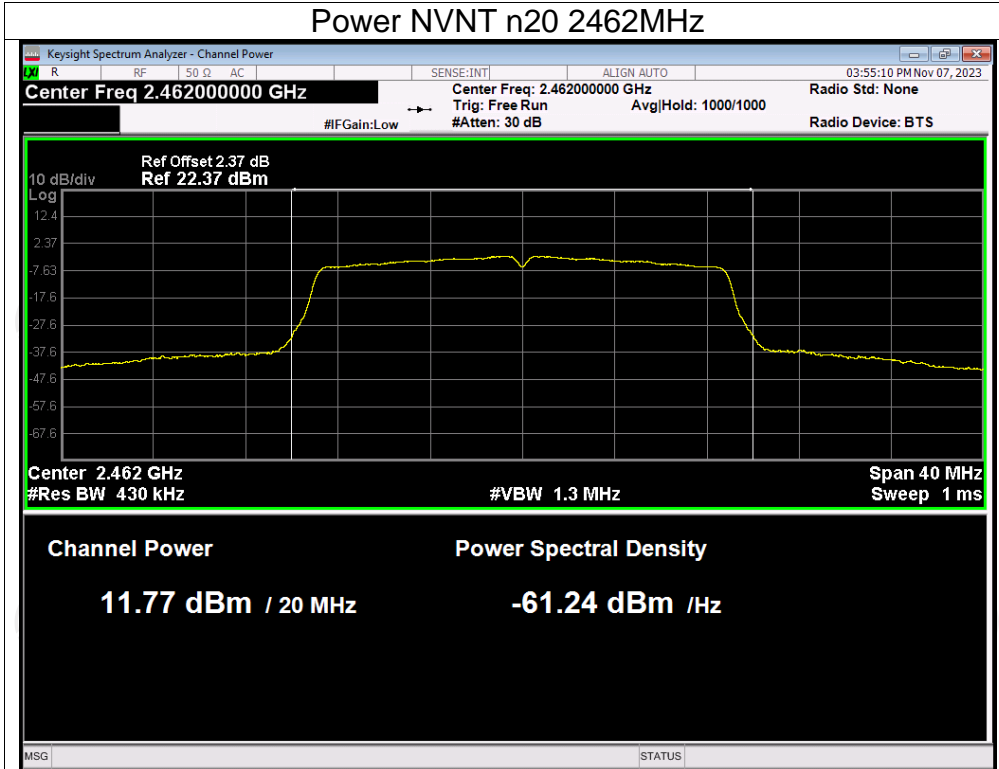 Power NVNT n20 2462MHz
Keysight Spectrum Analyzer - Channel Power
LXI R RF 50 Ω AC SENSE:INT ALIGN AUTO 03:55:10 PM Nov 07, 2023
Center Freq 2.462000000 GHz Center Freq: 2.462000000 GHz Radio Std: None
Trig: Free Run Avg|Hold: 1000/1000
#IFGain:Low #Atten: 30 dB Radio Device: BTS
Ref Offset 2.37 dB
10 dB/div Ref 22.37 dBm
Log
12.4
2.37
-7.63
-17.6
-27.6
-37.6
-47.6
-57.6
-67.6
Center 2.462 GHz Span 40 MHz
#Res BW 430 kHz #VBW 1.3 MHz Sweep 1 ms
Channel Power Power Spectral Density
11.77 dBm / 20 MHz -61.24 dBm /Hz
MSG STATUS